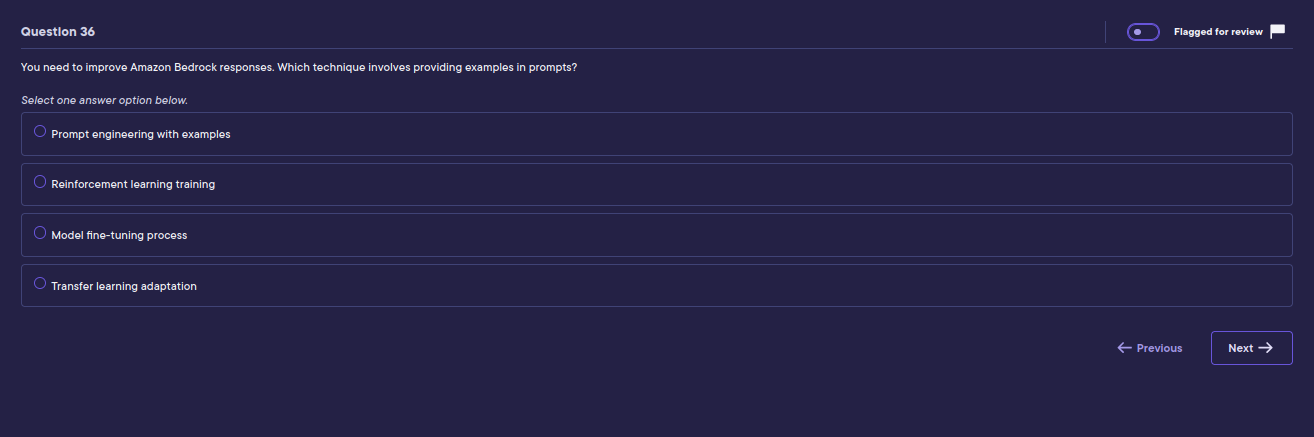 Question 36
Flagged for review
You need to improve Amazon Bedrock responses. Which technique involves providing examples in prompts?
Select one answer option below.
Prompt engineering with examples
Reinforcement learning training
Model fine-tuning process
Transfer learning adaptation
Previous
Next